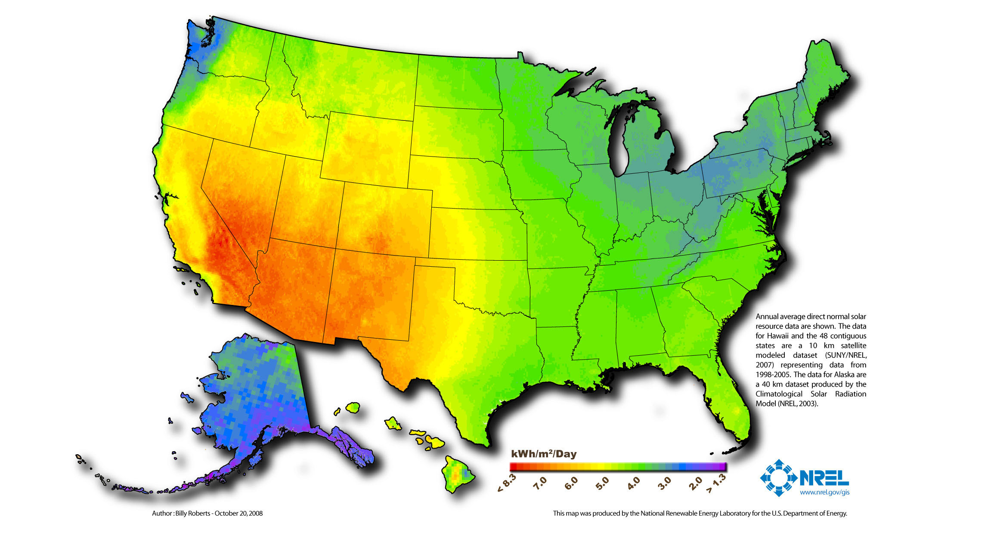 Annual average direct normal solar
resource data are shown. The data
for Hawaii and the 48 contiguous
states are a 10 km satellite
modeled dataset (SUNY/NREL,
2007) representing data from
1998-2005. The data for Alaska are
a 40 km dataset produced by the
Climatological Solar Radiation
Model (NREL, 2003).
kWh/m²/Day
< 8.3 7.0 6.0 5.0 4.0 3.0 2.0 > 1.3
NREL
www.nrel.gov/gis
Author : Billy Roberts - October 20, 2008
This map was produced by the National Renewable Energy Laboratory for the U.S. Department of Energy.